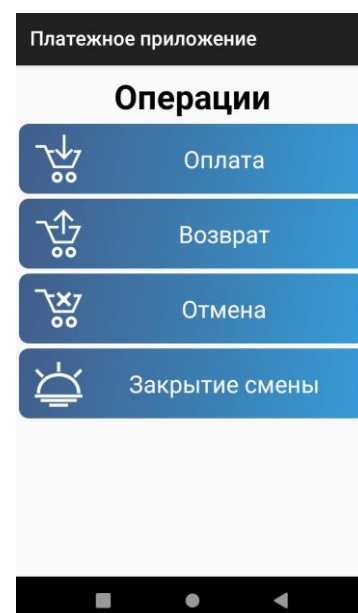 Платежное приложение
Операции
Оплата
Возврат
Отмена
Закрытие смены